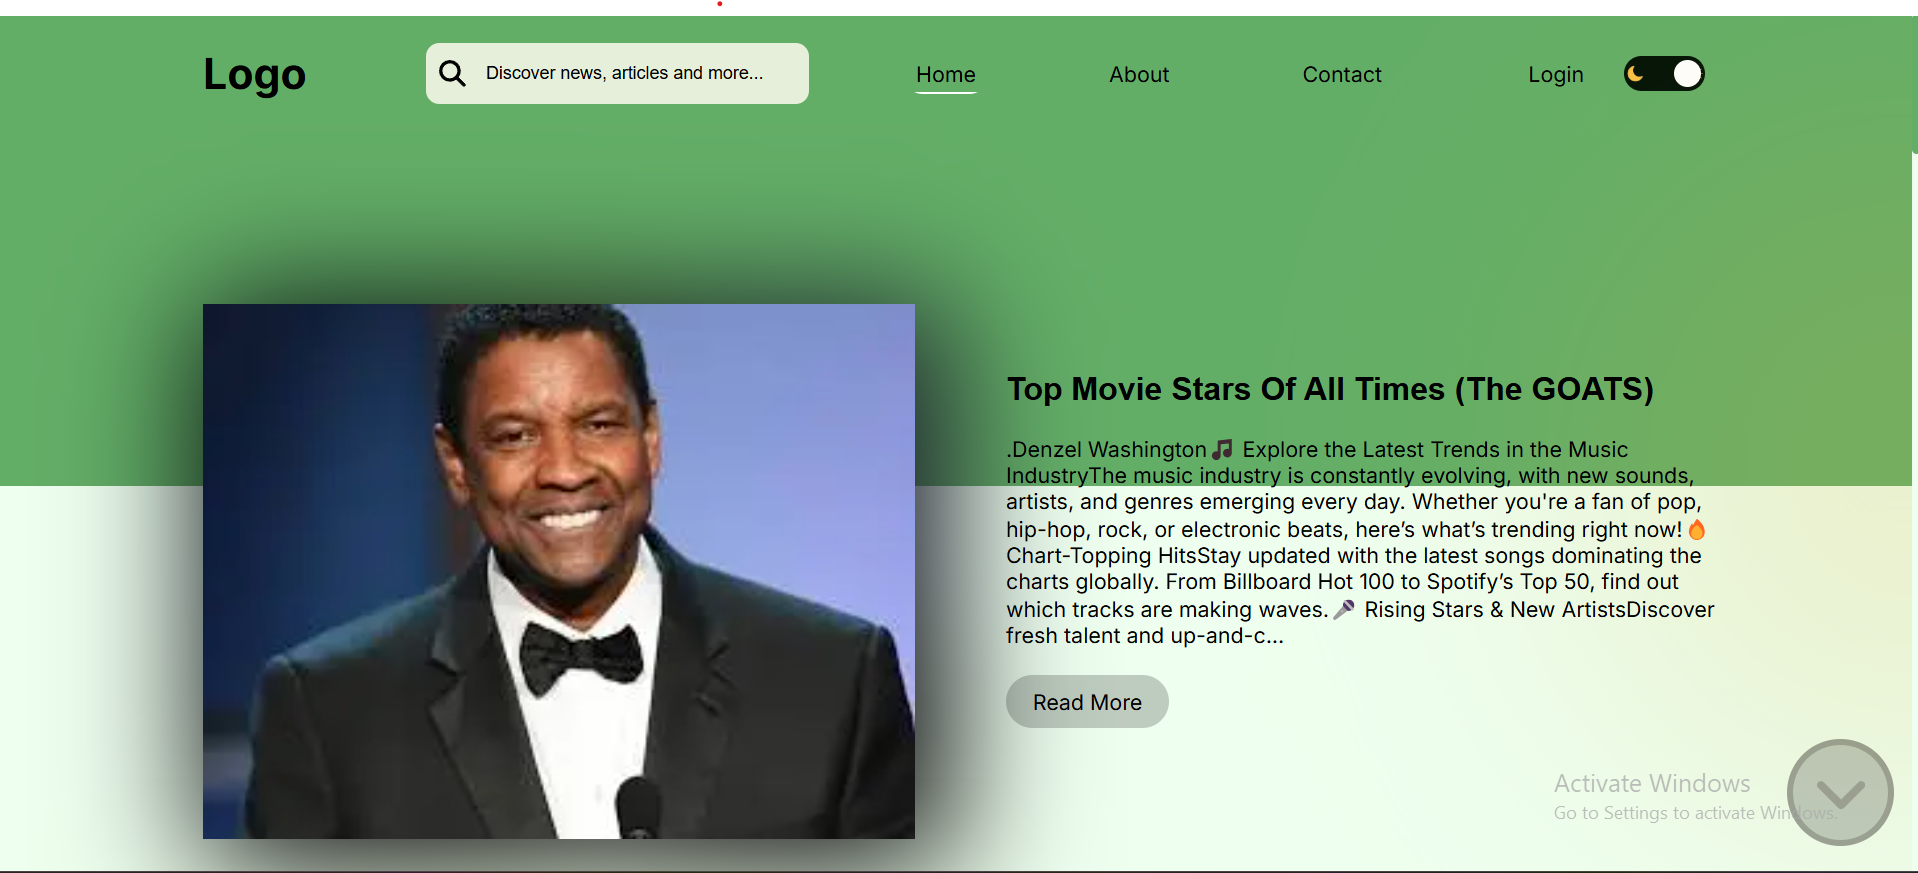 Logo
Discover news, articles and more...
Home
About
Contact
Login
Top Movie Stars Of All Times (The GOATS)
.Denzel Washington🎵 Explore the Latest Trends in the Music
IndustryThe music industry is constantly evolving, with new sounds,
artists, and genres emerging every day. Whether you're a fan of pop,
hip-hop, rock, or electronic beats, here’s what’s trending right now!🔥
Chart-Topping HitsStay updated with the latest songs dominating the
charts globally. From Billboard Hot 100 to Spotify’s Top 50, find out
which tracks are making waves.🎤 Rising Stars & New ArtistsDiscover
fresh talent and up-and-c...
Read More
Activate Windows
Go to Settings to activate Windows.